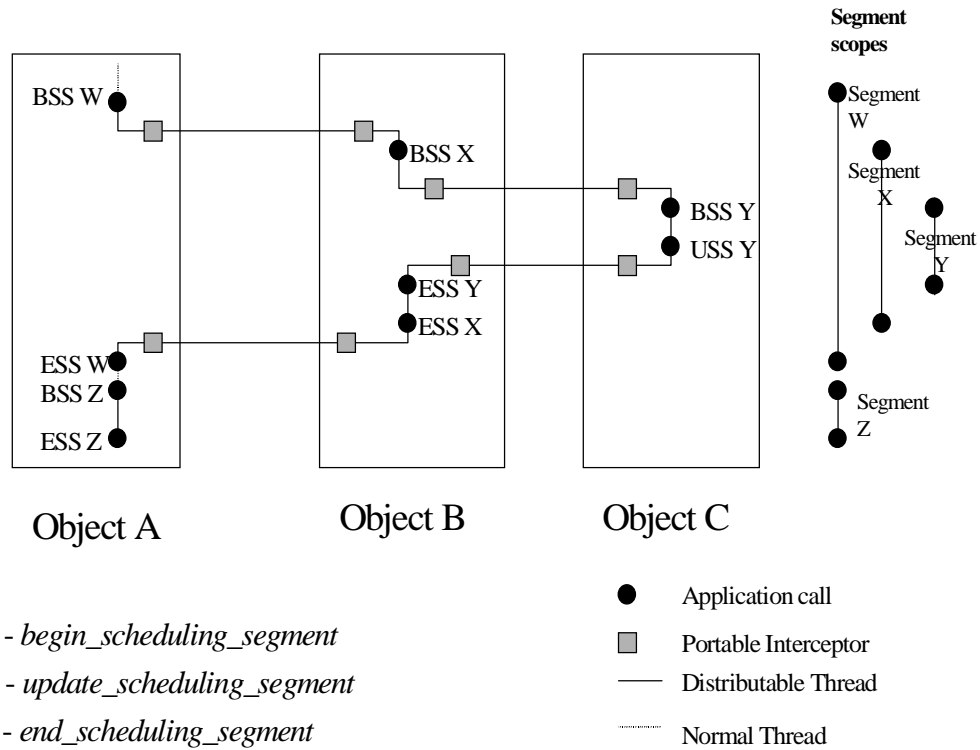 Segment
scopes
BSS W
BSS X
BSS Y
USS Y
ESS Y
ESS X
ESS W
BSS Z
ESS Z
Segment
W
Segment
X
Segment
Y
Segment
Z
Object A
Object B
Object C
- begin_scheduling_segment
- update_scheduling_segment
- end_scheduling_segment
Application call
Portable Interceptor
Distributable Thread
Normal Thread